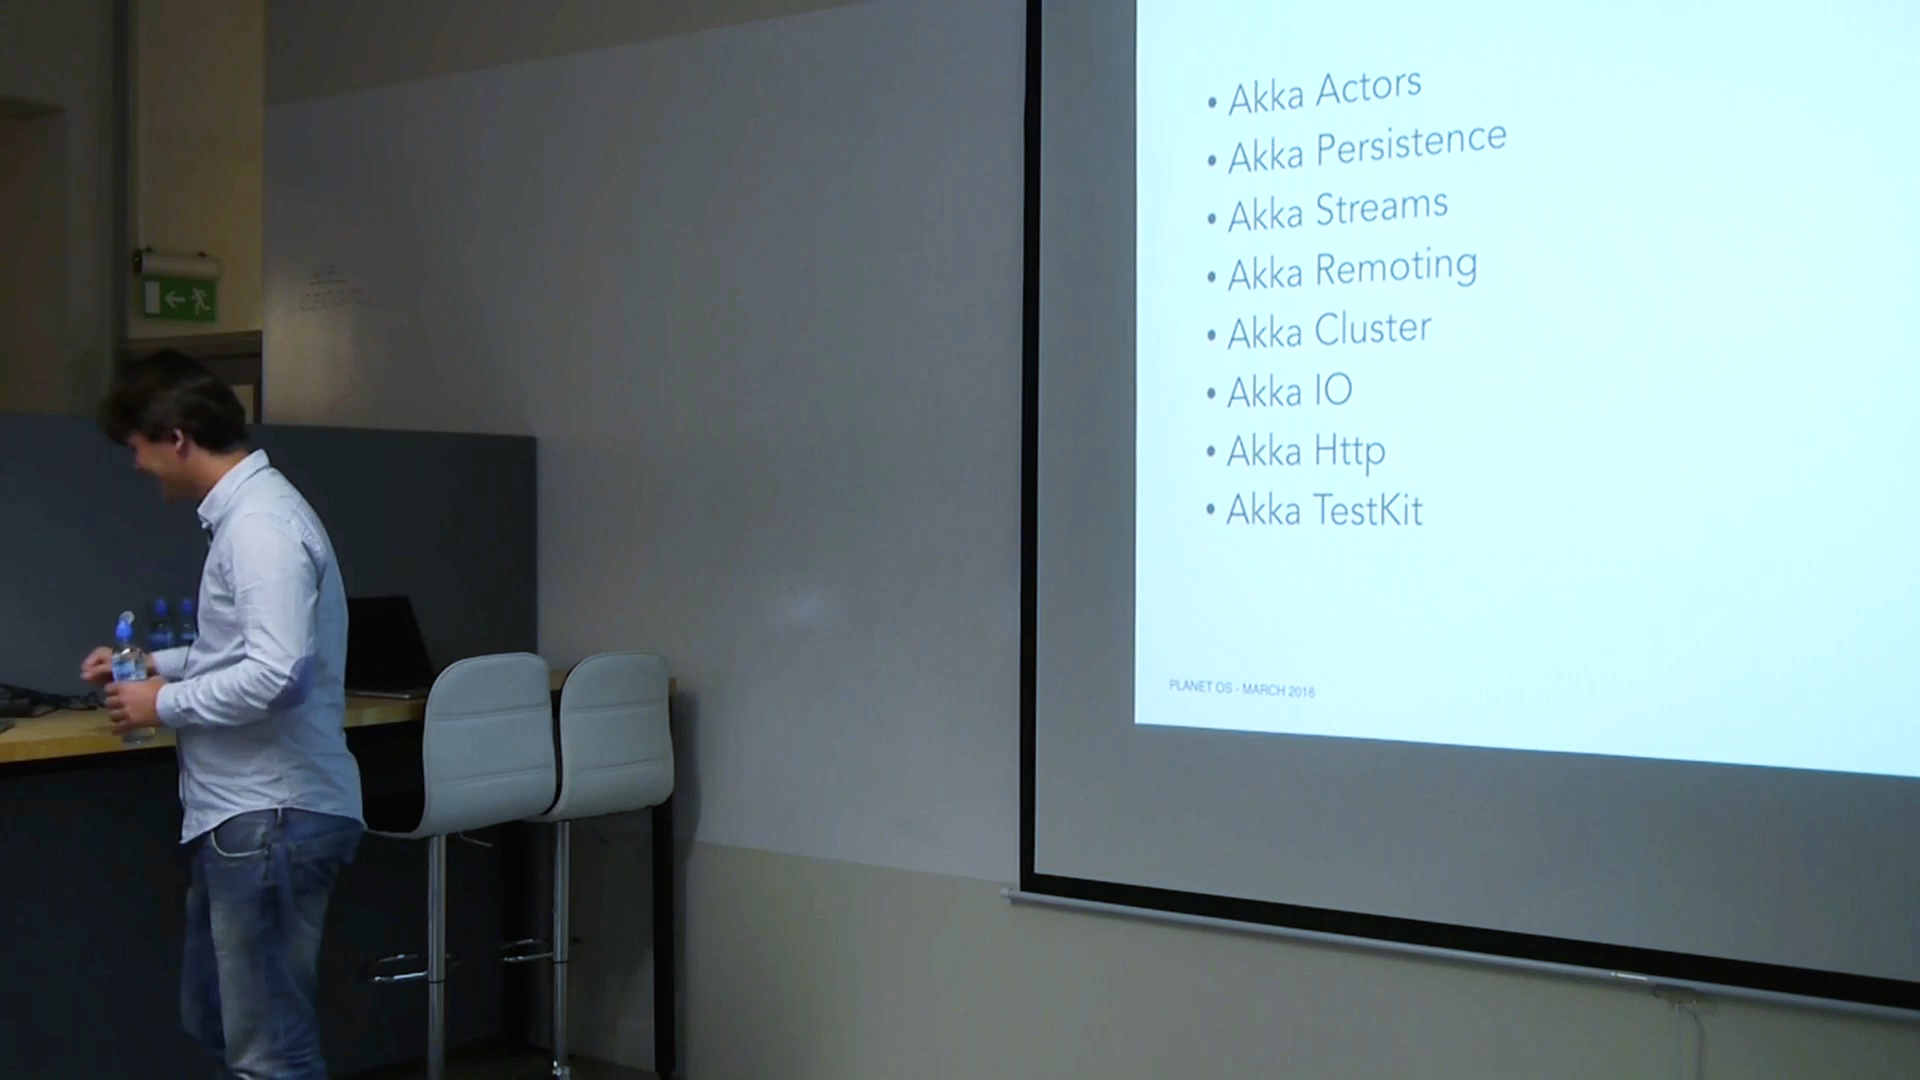 • Akka Actors
• Akka Persistence
• Akka Streams
• Akka Remoting
• Akka Cluster
• Akka IO
• Akka Http
• Akka TestKit
PLANET OS - MARCH 2016